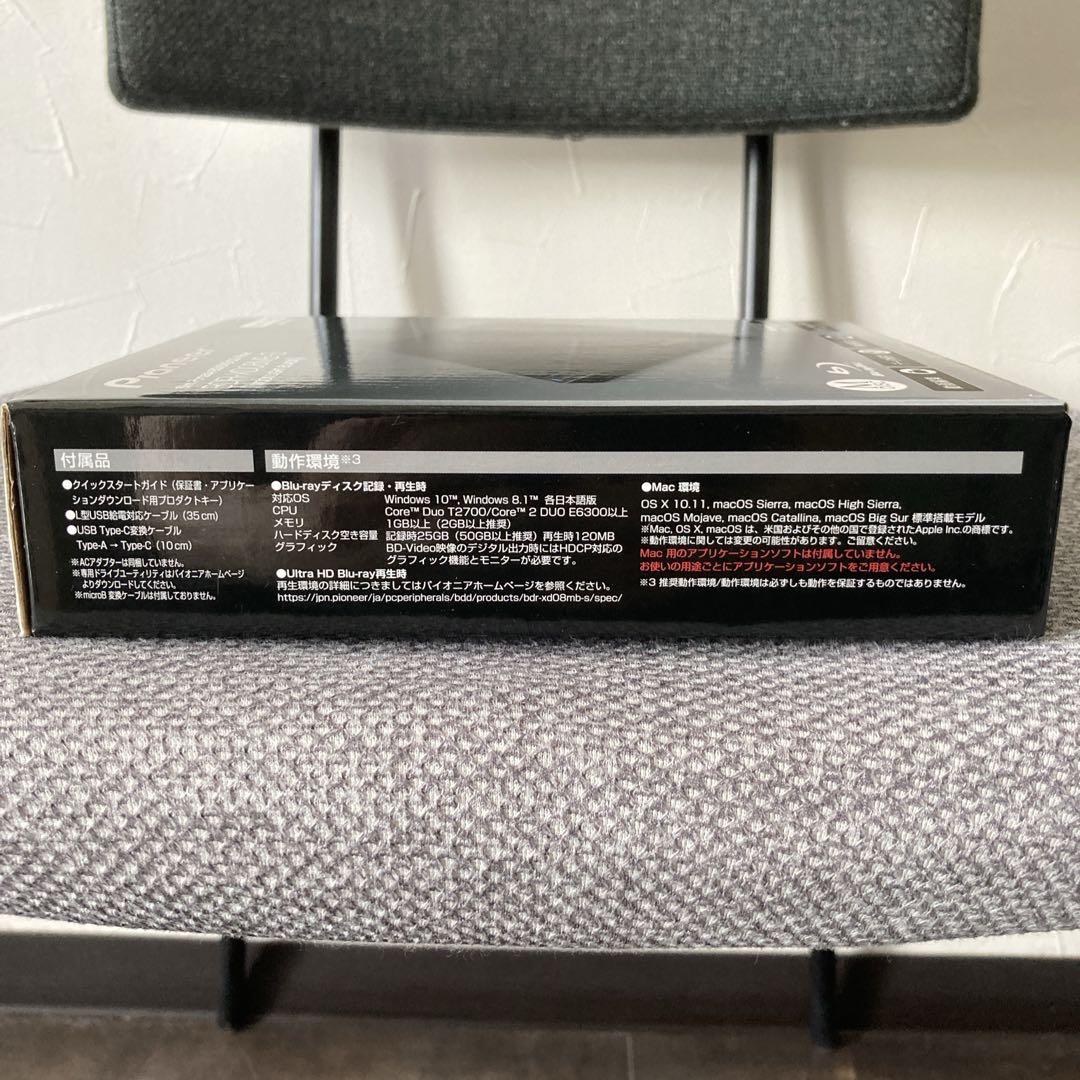 Pioneer
付属品
●クイックスタートガイド（保証書・アプリケー
ションダウンロード用プロダクトキー）
●L型USB給電対応ケーブル（35cm）
●USB Type-C変換ケーブル
Type-A → Type-C（10cm）
※ACアダプターは同梱していません。
※専用ドライブユーティリティはパイオニアホームページ
よりダウンロードしてください。
※microB 変換ケーブルは付属しておりません。
動作環境※3
●Blu-rayディスク記録・再生時
対応OS Windows 10™, Windows 8.1™ 各日本語版
CPU Core™ Duo T2700/Core™ 2 DUO E6300以上
メモリ 1GB以上（2GB以上推奨）
ハードディスク空き容量 記録時25GB（50GB以上推奨）再生時120MB
グラフィック BD-Video映像のデジタル出力時にはHDCP対応の
グラフィック機能とモニターが必要です。
●Ultra HD Blu-ray再生時
再生環境の詳細につきましてはパイオニアホームページを参照ください。
https://jpn.pioneer/ja/pcperipherals/bdd/products/bdr-xd08mb-s/spec/
●Mac 環境
OS X 10.11, macOS Sierra, macOS High Sierra,
macOS Mojave, macOS Catallina, macOS Big Sur 標準搭載モデル
※Mac、OS X、macOS は、米国およびその他の国で登録されたApple Inc.の商標です。
※動作環境に関しては変更の可能性があります。ご留意ください。
Mac 用のアプリケーションソフトは付属していません。
お使いの用途ごとにアプリケーションソフトをご用意ください。
※3 推奨動作環境/動作環境は必ずしも動作を保証するものではありません。